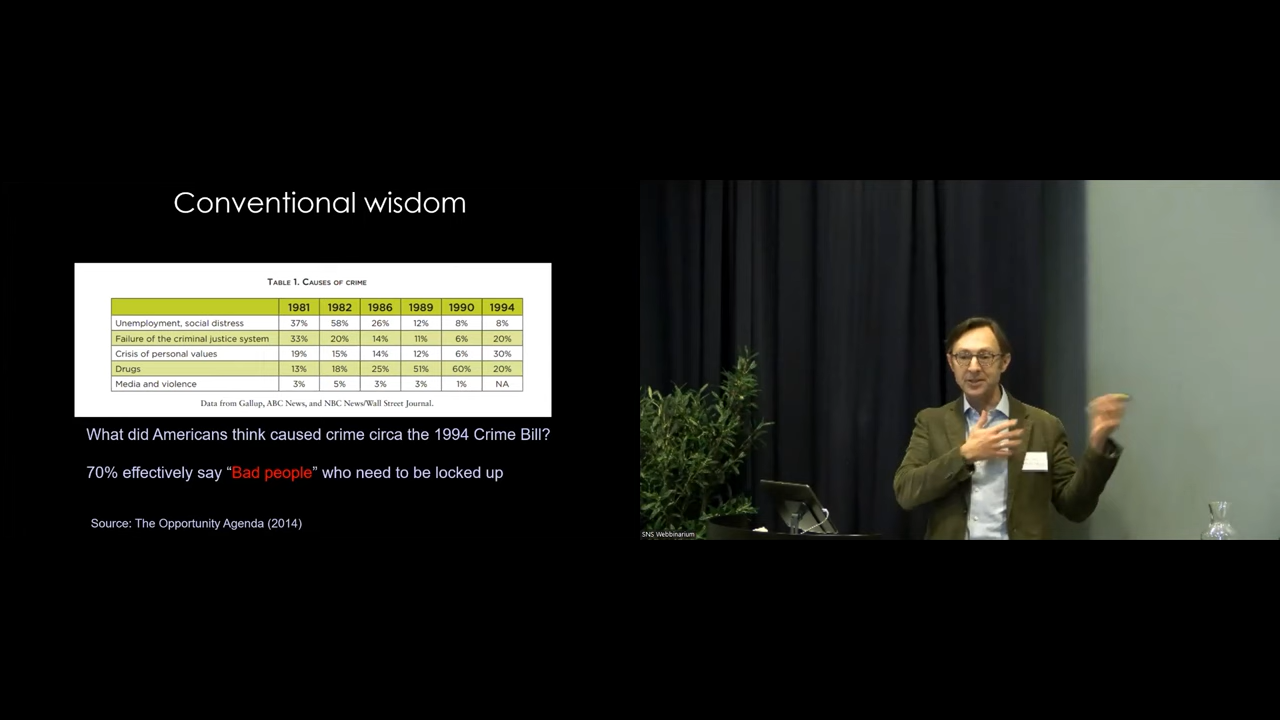 Conventional wisdom
TABLE 1. CAUSES OF CRIME
1981 1982 1986 1989 1990 1994
Unemployment, social distress 37% 58% 26% 12% 8% 8%
Failure of the criminal justice system 33% 20% 14% 11% 6% 20%
Crisis of personal values 19% 15% 14% 12% 6% 30%
Drugs 13% 18% 25% 51% 60% 20%
Media and violence 3% 5% 3% 3% 1% NA
Data from Gallup, ABC News, and NBC News/Wall Street Journal.
What did Americans think caused crime circa the 1994 Crime Bill?
70% effectively say “Bad people” who need to be locked up
Source: The Opportunity Agenda (2014)
SNS Webbinarium